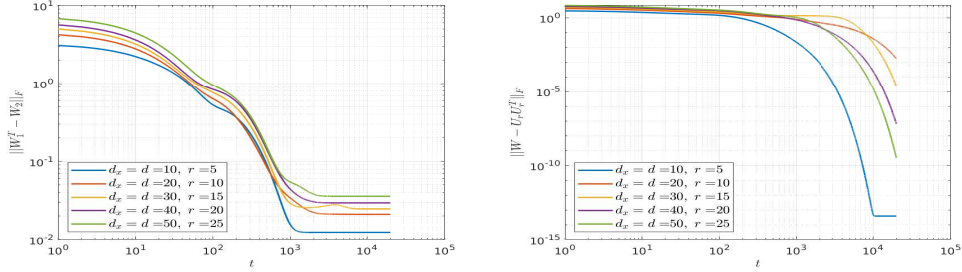 10^1
10^0
10^-1
10^-2
||W_1^T - W_2||_F
d_x = d =10, r =5
d_x = d =20, r =10
d_x = d =30, r =15
d_x = d =40, r =20
d_x = d =50, r =25
10^0 10^1 10^2 10^3 10^4 10^5
t
10^0
10^-5
10^-10
10^-15
||W - U_r U_r^T||_F
d_x = d =10, r =5
d_x = d =20, r =10
d_x = d =30, r =15
d_x = d =40, r =20
d_x = d =50, r =25
10^0 10^1 10^2 10^3 10^4 10^5
t